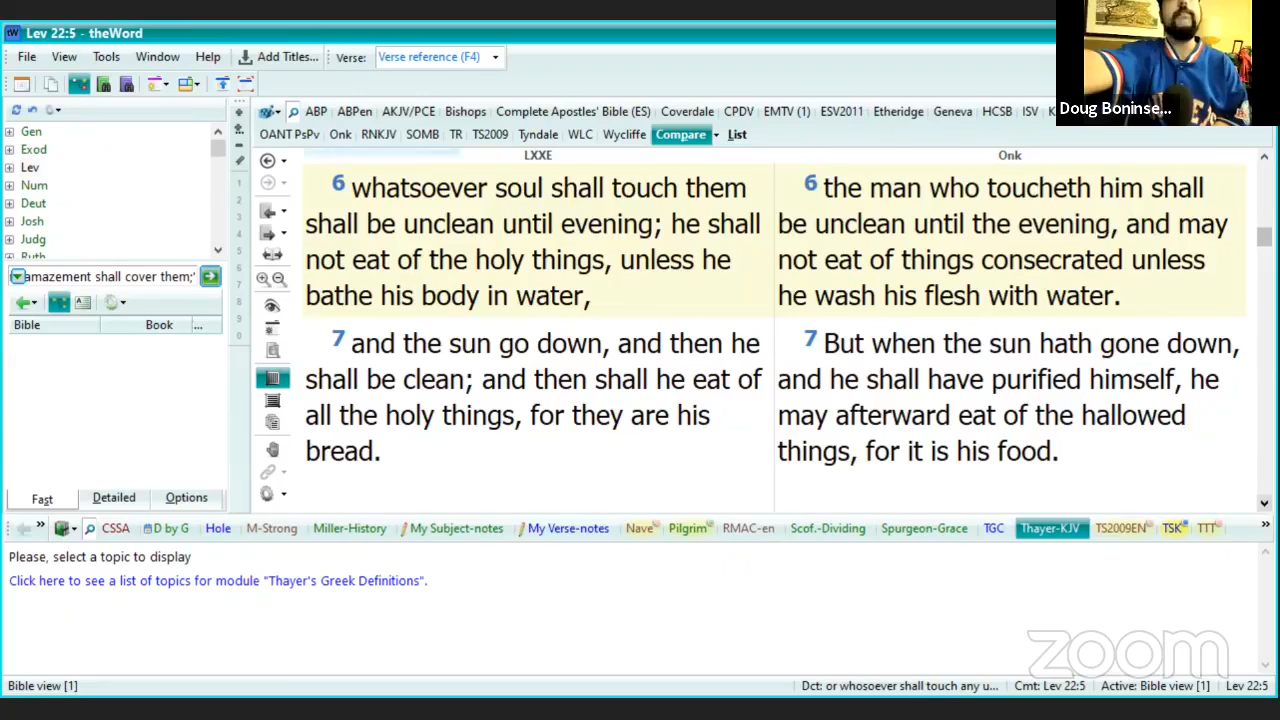 Lev 22:5 - theWord
File View Tools Window Help Add Titles... Verse: Verse reference (F4)
Doug Boninse...
ABP ABPen AKJV/PCE Bishops Complete Apostles' Bible (ES) Coverdale CPDV EMTV (1) ESV2011 Etheridge Geneva HCSB ISV
OANT PsPv Onk RNKJV SOMB TR TS2009 Tyndale WLC Wycliffe Compare List
Gen
Exod
Lev
Num
Deut
Josh
Judg
Ruth
amazement shall cover them;'
Bible Book ...
Fast Detailed Options
LXXE
6 whatsoever soul shall touch them
shall be unclean until evening; he shall
not eat of the holy things, unless he
bathe his body in water,
7 and the sun go down, and then he
shall be clean; and then shall he eat of
all the holy things, for they are his
bread.
Onk
6 the man who toucheth him shall
be unclean until the evening, and may
not eat of things consecrated unless
he wash his flesh with water.
7 But when the sun hath gone down,
and he shall have purified himself, he
may afterward eat of the hallowed
things, for it is his food.
CSSA D by G Hole M-Strong Miller-History My Subject-notes My Verse-notes Nave Pilgrim RMAC-en Scof.-Dividing Spurgeon-Grace TGC Thayer-KJV TS2009EN TSK TTT
Please, select a topic to display
Click here to see a list of topics for module "Thayer's Greek Definitions".
zoom
Bible view [1] Dct: or whosoever shall touch any u... Cmt: Lev 22:5 Active: Bible view [1] Lev 22:5